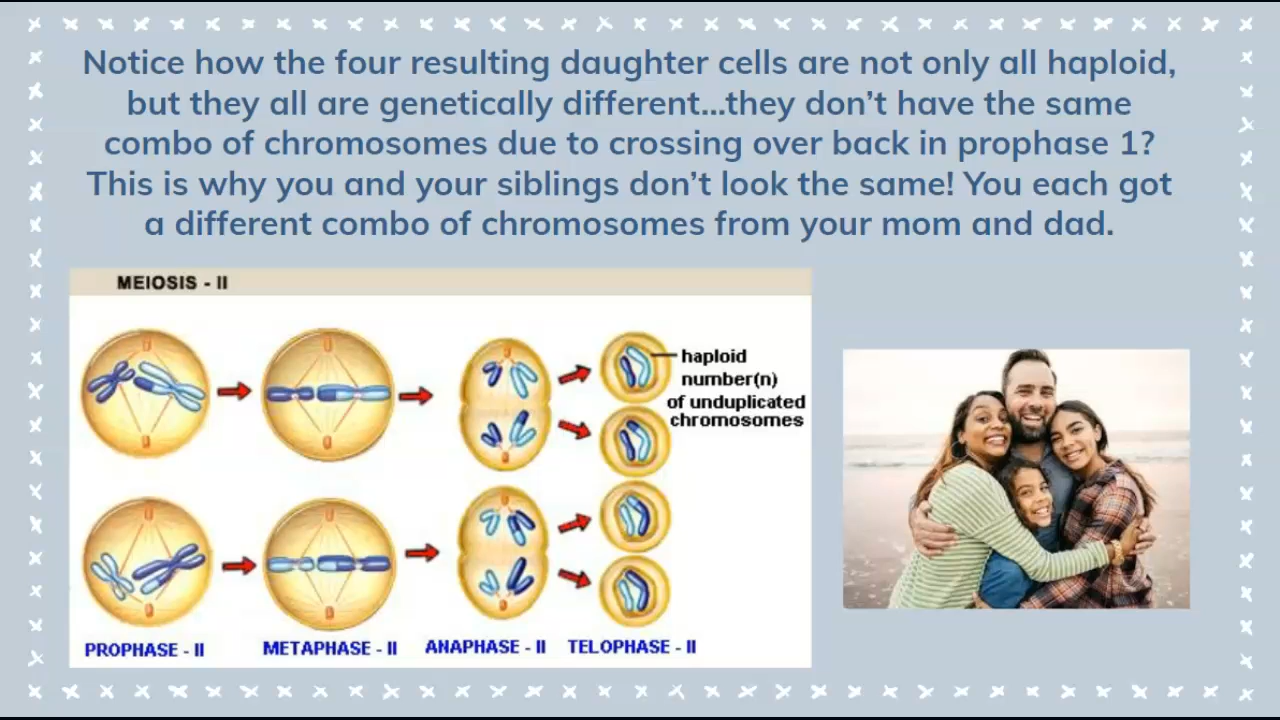 Notice how the four resulting daughter cells are not only all haploid,
but they all are genetically different...they don't have the same
combo of chromosomes due to crossing over back in prophase 1?
This is why you and your siblings don't look the same! You each got
a different combo of chromosomes from your mom and dad.
MEIOSIS - II
haploid
number(n)
of unduplicated
chromosomes
PROPHASE - II
METAPHASE - II
ANAPHASE - II
TELOPHASE - II